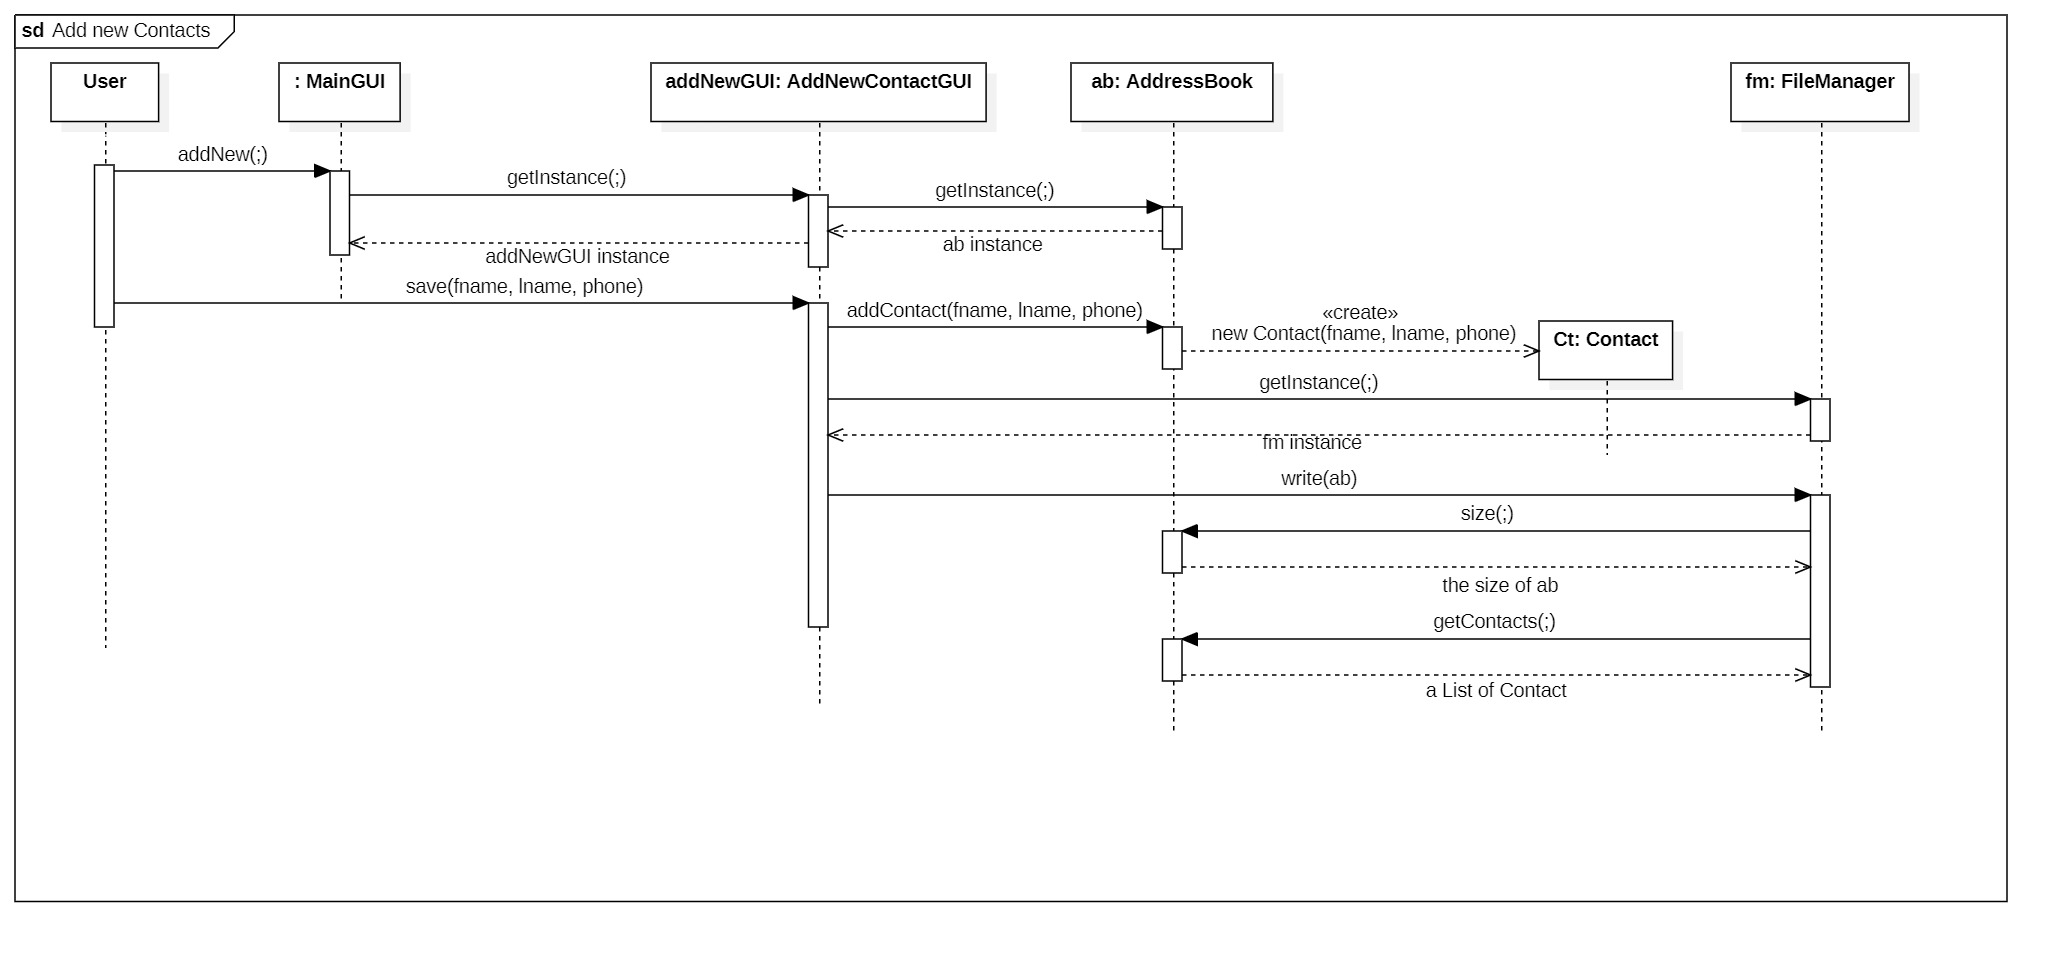 sd Add new Contacts
User
: MainGUI
addNewGUI: AddNewContactGUI
ab: AddressBook
fm: FileManager
addNew(;)
getInstance(;)
getInstance(;)
ab instance
addNewGUI instance
save(fname, lname, phone)
addContact(fname, lname, phone)
«create»
new Contact(fname, lname, phone)
Ct: Contact
getInstance(;)
fm instance
write(ab)
size(;)
the size of ab
getContacts(;)
a List of Contact